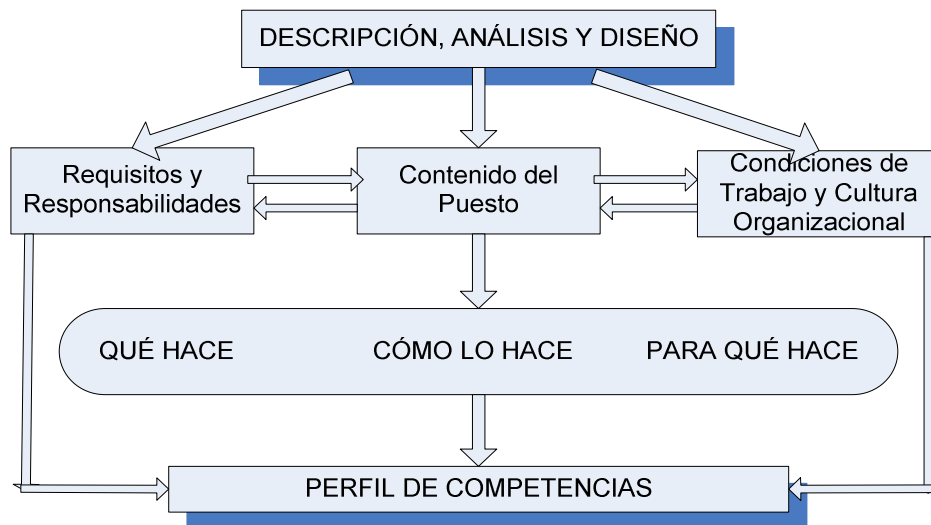 DESCRIPCIÓN, ANÁLISIS Y DISEÑO
Requisitos y
Responsabilidades
Contenido del
Puesto
Condiciones de
Trabajo y Cultura
Organizacional
QUÉ HACE
CÓMO LO HACE
PARA QUÉ HACE
PERFIL DE COMPETENCIAS